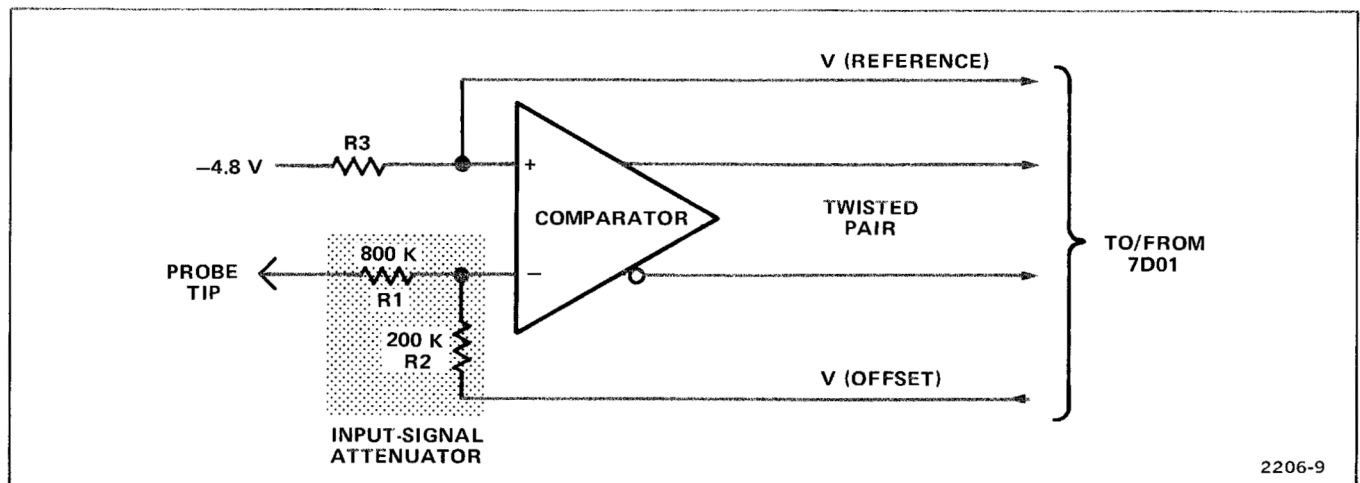 V (REFERENCE)
R3
−4.8 V
+
COMPARATOR
TWISTED
PAIR
TO/FROM
7D01
PROBE
TIP
800 K
R1
−
200 K
R2
V (OFFSET)
INPUT-SIGNAL
ATTENUATOR
2206-9